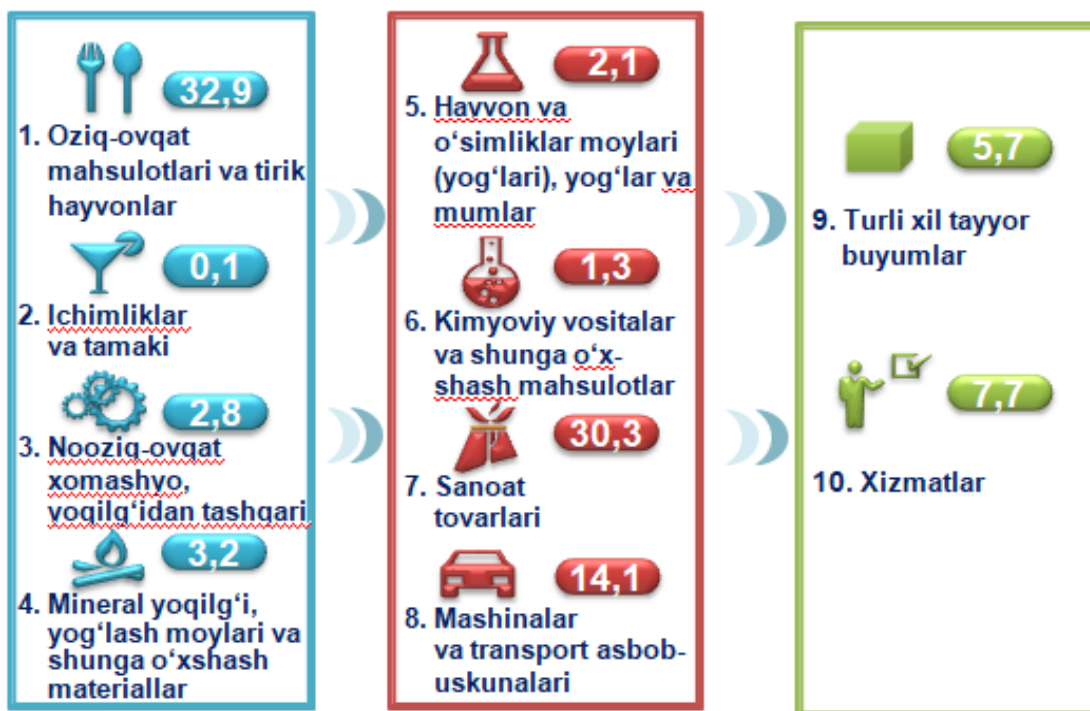 32,9
1. Oziq-ovqat
mahsulotlari va tirik
hayvonlar
0,1
2. Ichimliklar
va tamaki
2,8
3. Nooziq-ovqat
xomashyo,
yoqilg‘idan tashqari
3,2
4. Mineral yoqilg‘i,
yog‘lash moylari va
shunga o‘xshash
materiallar
2,1
5. Havvon va
o‘simliklar moylari
(yog‘lari), yog‘lar va
mumlar
1,3
6. Kimyoviy vositalar
va shunga o‘x-
shash mahsulotlar
30,3
7. Sanoat
tovarlari
14,1
8. Mashinalar
va transport asbob-
uskunalari
5,7
9. Turli xil tayyor
buyumlar
7,7
10. Xizmatlar